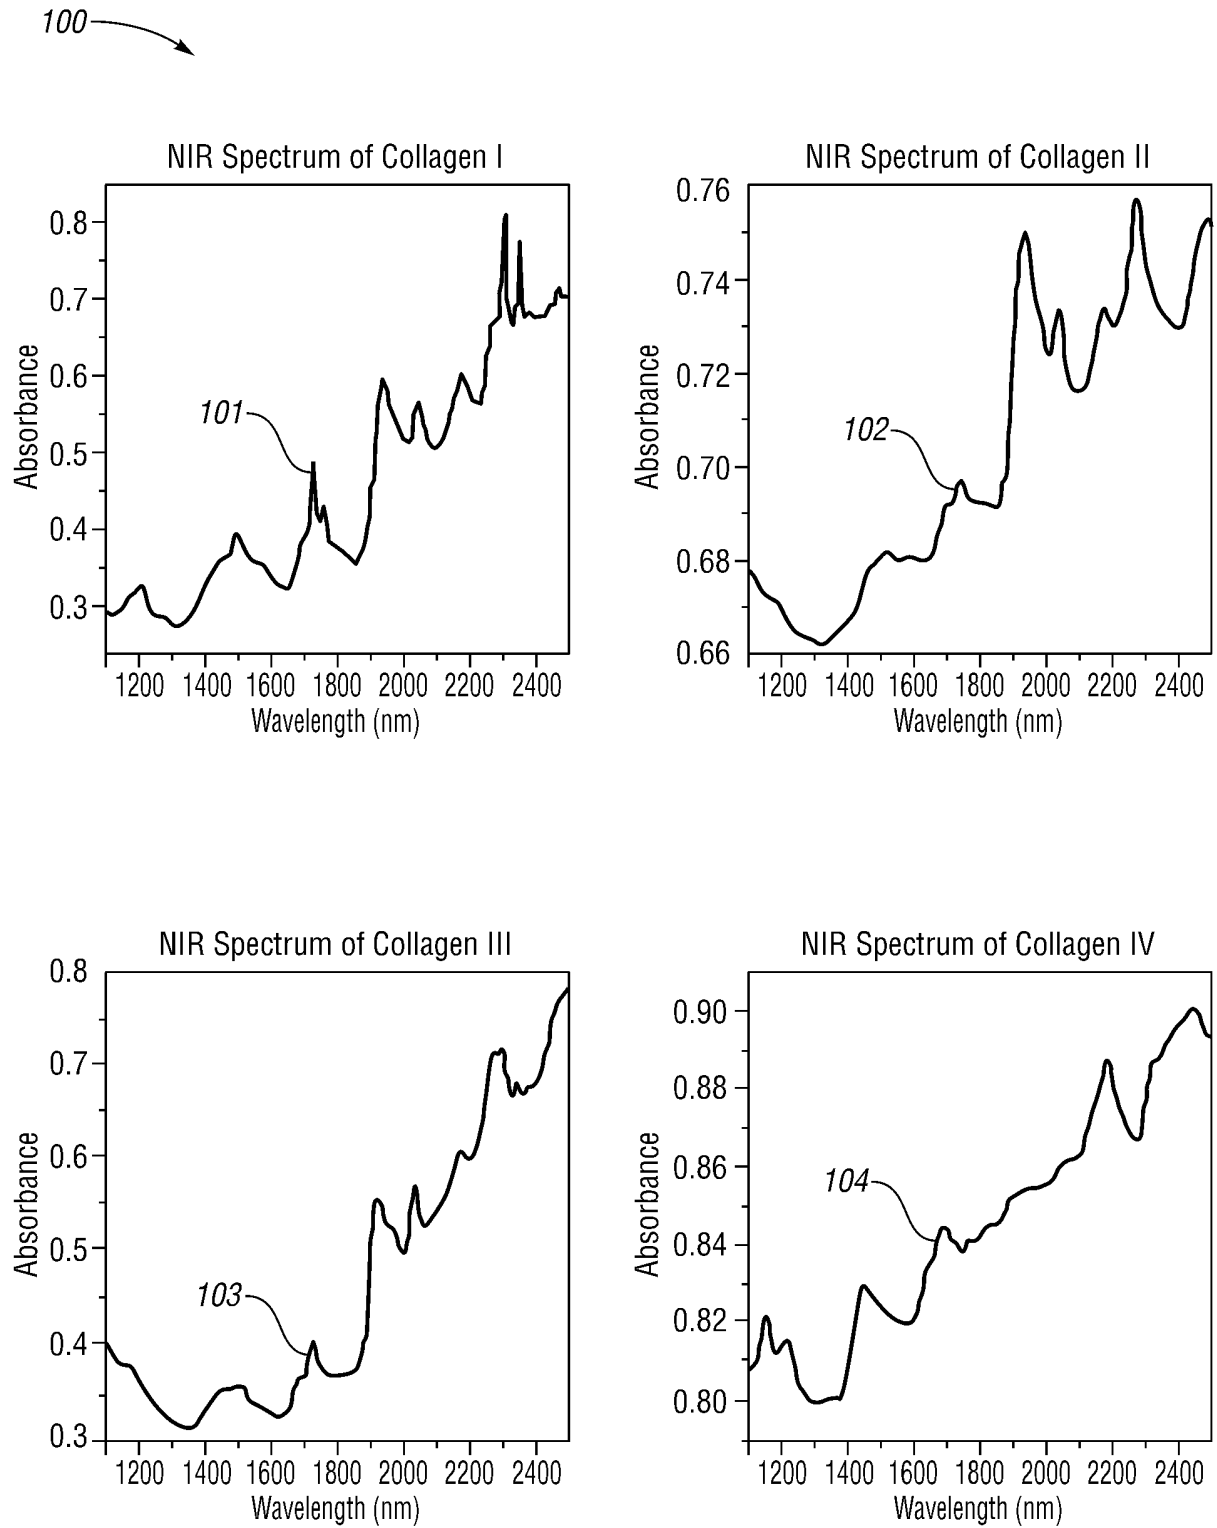 100
NIR Spectrum of Collagen I
Absorbance
0.8
0.7
0.6
0.5
0.4
0.3
101
1200 1400 1600 1800 2000 2200 2400
Wavelength (nm)
NIR Spectrum of Collagen II
Absorbance
0.76
0.74
0.72
0.70
0.68
0.66
102
1200 1400 1600 1800 2000 2200 2400
Wavelength (nm)
NIR Spectrum of Collagen III
Absorbance
0.8
0.7
0.6
0.5
0.4
0.3
103
1200 1400 1600 1800 2000 2200 2400
Wavelength (nm)
NIR Spectrum of Collagen IV
Absorbance
0.90
0.88
0.86
0.84
0.82
0.80
104
1200 1400 1600 1800 2000 2200 2400
Wavelength (nm)